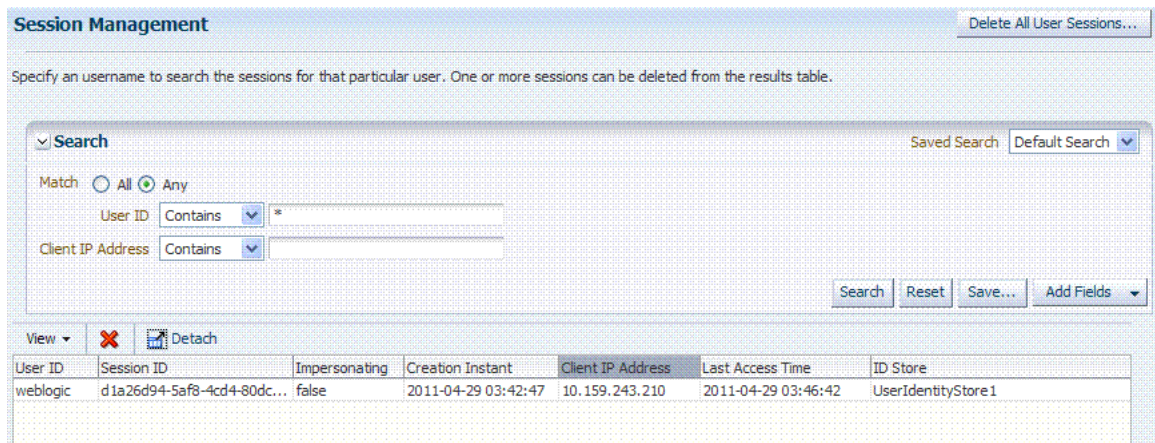 Session Management
Delete All User Sessions...
Specify an username to search the sessions for that particular user. One or more sessions can be deleted from the results table.
Search
Saved Search Default Search
Match All Any
User ID Contains *
Client IP Address Contains
Search Reset Save... Add Fields
View Detach
User ID Session ID Impersonating Creation Instant Client IP Address Last Access Time ID Store
weblogic d1a26d94-5af8-4cd4-80dc... false 2011-04-29 03:42:47 10.159.243.210 2011-04-29 03:46:42 UserIdentityStore1